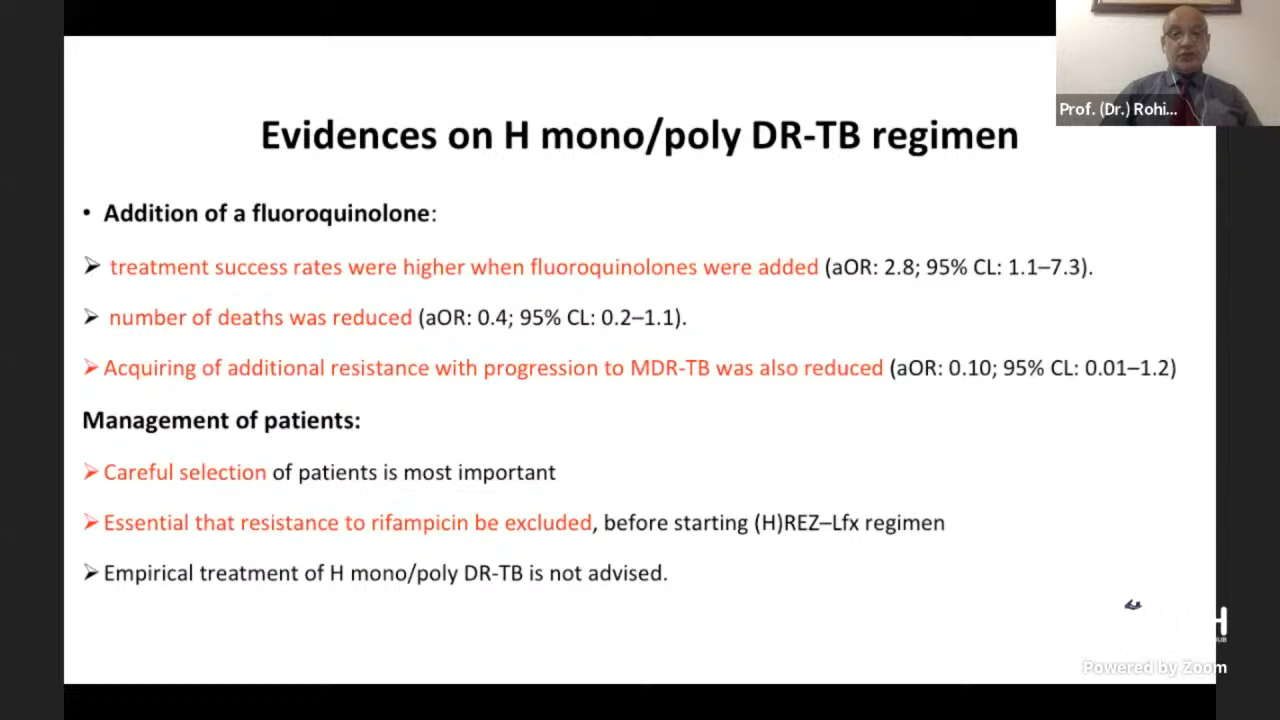 Prof. (Dr.) Rohi...
Evidences on H mono/poly DR-TB regimen
• Addition of a fluoroquinolone:
➢ treatment success rates were higher when fluoroquinolones were added (aOR: 2.8; 95% CL: 1.1–7.3).
➢ number of deaths was reduced (aOR: 0.4; 95% CL: 0.2–1.1).
➢ Acquiring of additional resistance with progression to MDR-TB was also reduced (aOR: 0.10; 95% CL: 0.01–1.2)
Management of patients:
➢ Careful selection of patients is most important
➢ Essential that resistance to rifampicin be excluded, before starting (H)REZ–Lfx regimen
➢ Empirical treatment of H mono/poly DR-TB is not advised.
H
Powered by Zoom